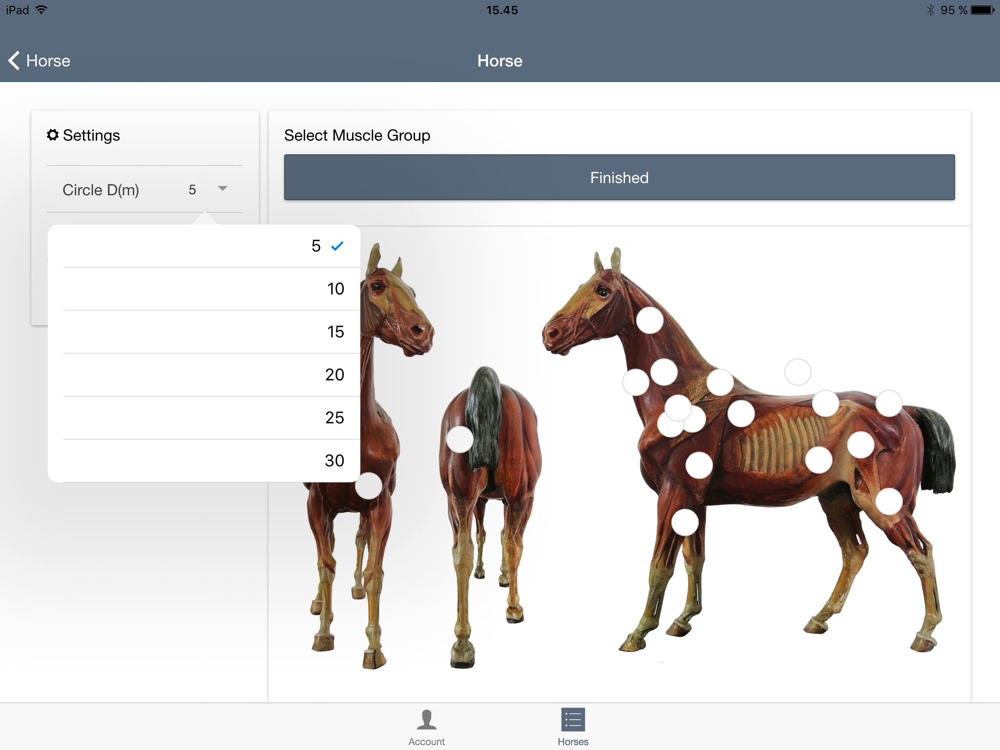 iPad 15.45 95 %
Horse Horse
Settings
Select Muscle Group
Finished
Circle D(m) 5
5
10
15
20
25
30
Account Horses